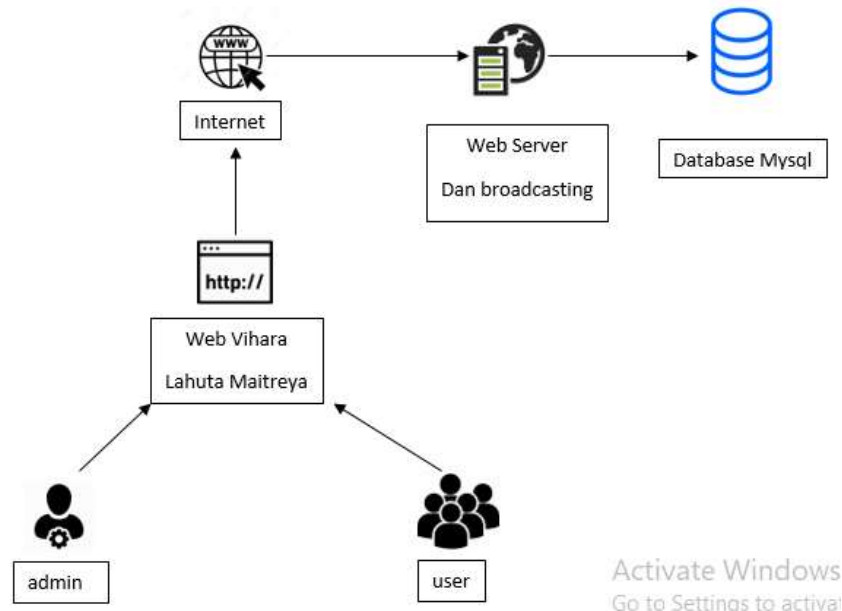 www
Internet
Web Server
Dan broadcasting
Database Mysql
http://
Web Vihara
Lahuta Maitreya
admin
user
Activate Windows
Go to Settings to activat